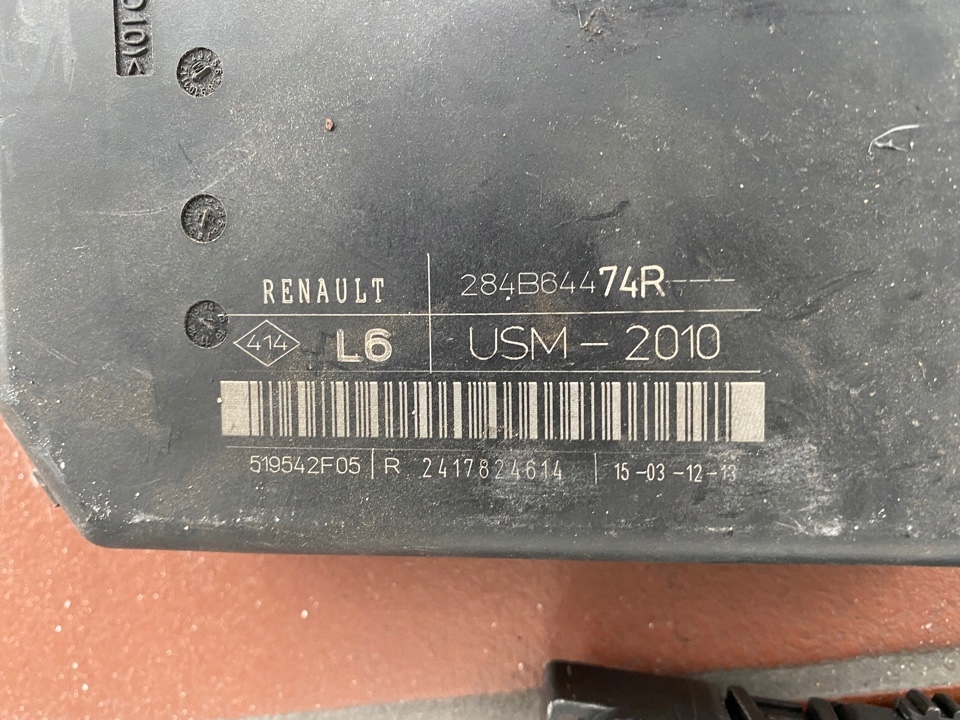 RENAULT 284B64474R---
414 L6 USM - 2010
519542F05 R 2417824614 15-03-12-13